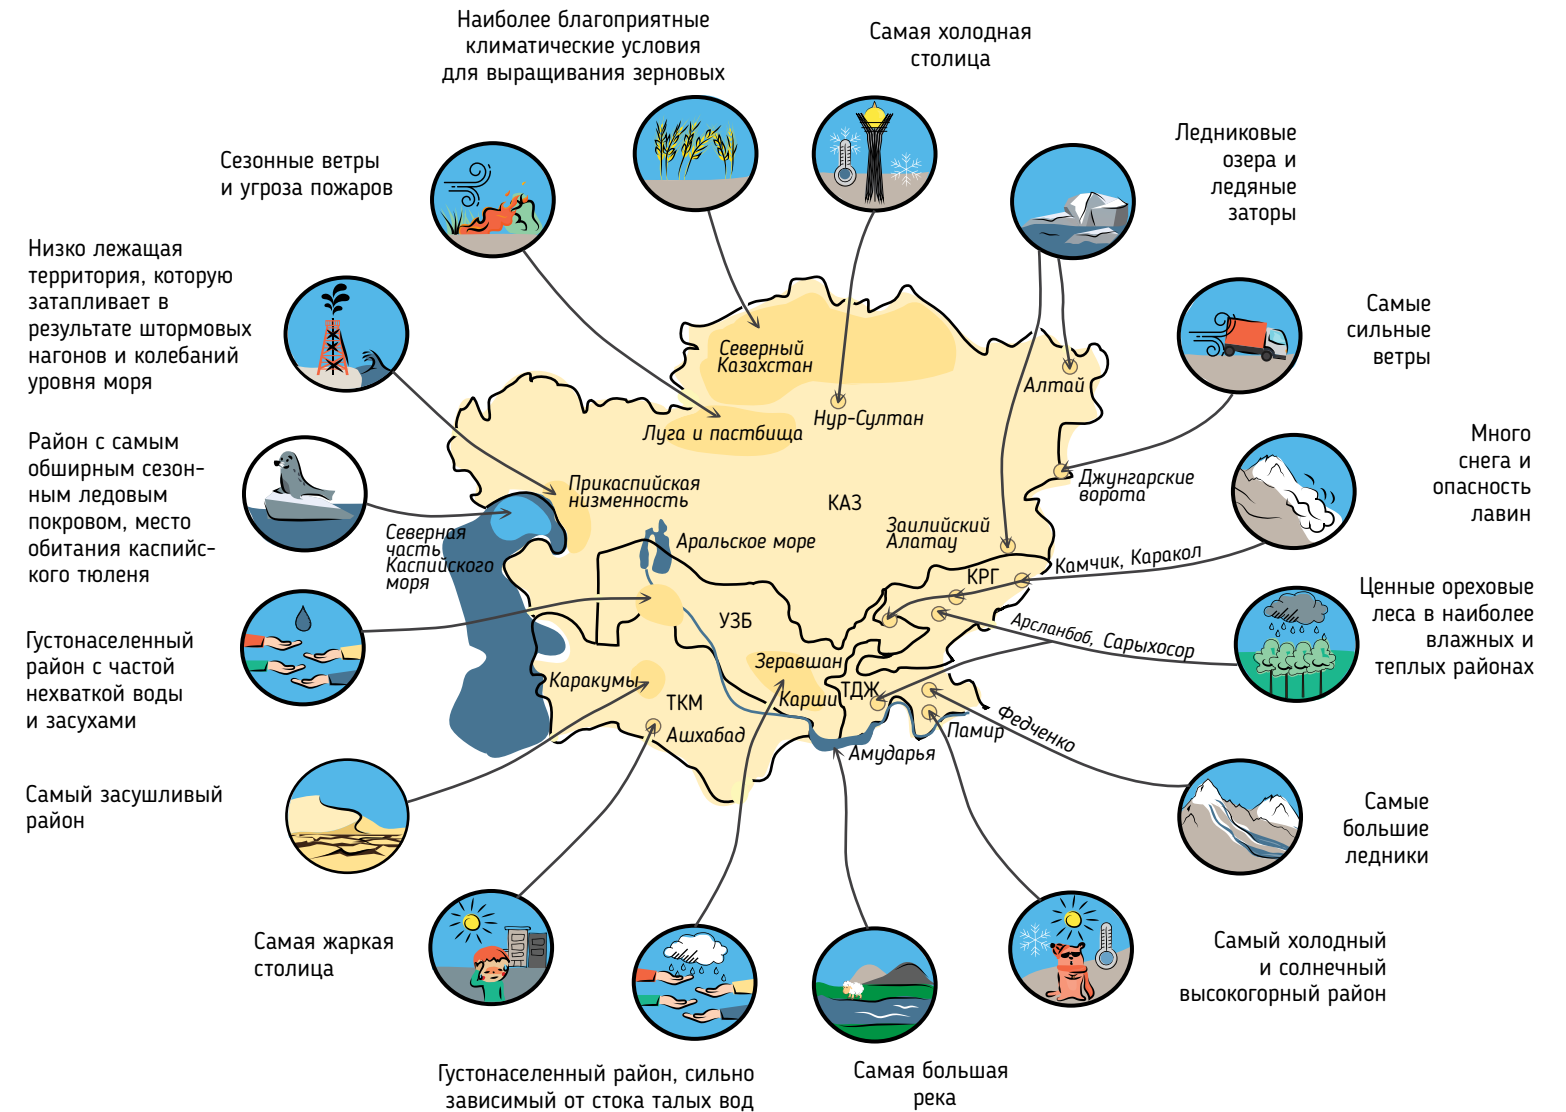 Наиболее благоприятные
климатические условия
для выращивания зерновых
Самая холодная
столица
Ледниковые
озера и
ледяные
заторы
Сезонные ветры
и угроза пожаров
Низко лежащая
территория, которую
затапливает в
результате штормовых
нагонов и колебаний
уровня моря
Самые
сильные
ветры
Район с самым
обширным сезон-
ным ледовым
покровом, место
обитания каспийс-
кого тюленя
Много
снега и
опасность
лавин
Густонаселенный
район с частой
нехваткой воды
и засухами
Ценные ореховые
леса в наиболее
влажных и
теплых районах
Самый засушливый
район
Самые
большие
ледники
Самая жаркая
столица
Самый холодный
и солнечный
высокогорный район
Густонаселенный район, сильно
зависимый от стока талых вод
Самая большая
река
Северный
Казахстан
Алтай
Нур-Султан
Луга и пастбища
Джунгарские
ворота
Прикаспийская
низменность
КАЗ
Заилийский
Алатау
Северная
часть
Каспийского
моря
Аральское море
Камчик, Каракол
КРГ
УЗБ
Арсланбоб, Сарыхосор
Зеравшан
Каракумы
Карши
ТДЖ
ТКМ
Ашхабад
Федченко
Памир
Амударья